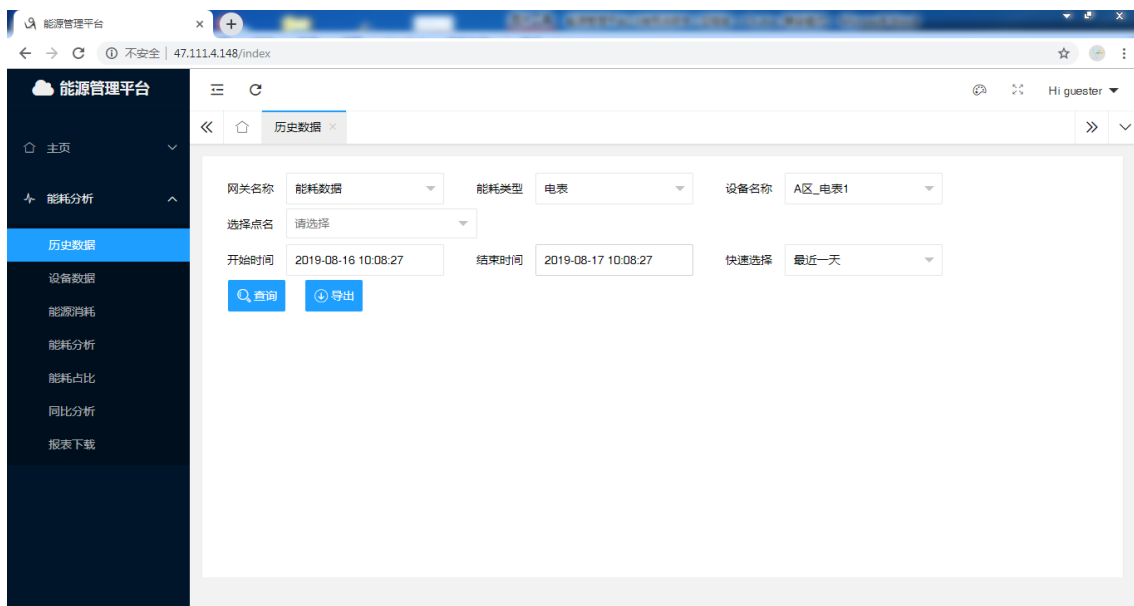 能源管理平台
不安全 | 47.111.4.148/index
能源管理平台
Hi guester
历史数据
主页
能耗分析
历史数据
设备数据
能源消耗
能耗分析
能耗占比
同比分析
报表下载
网关名称 能耗数据 能耗类型 电表 设备名称 A区_电表1
选择点名 请选择
开始时间 2019-08-16 10:08:27 结束时间 2019-08-17 10:08:27 快速选择 最近一天
查询 导出